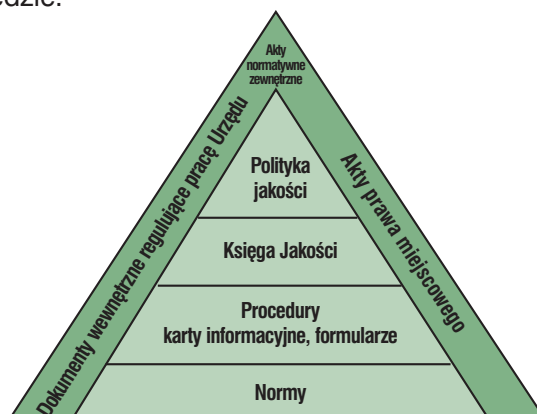 Akty
normatywne
zewnętrzne
Dokumenty wewnętrzne regulujące pracę Urzędu
Akty prawa miejscowego
Polityka
jakości
Księga Jakości
Procedury
karty informacyjne, formularze
Normy